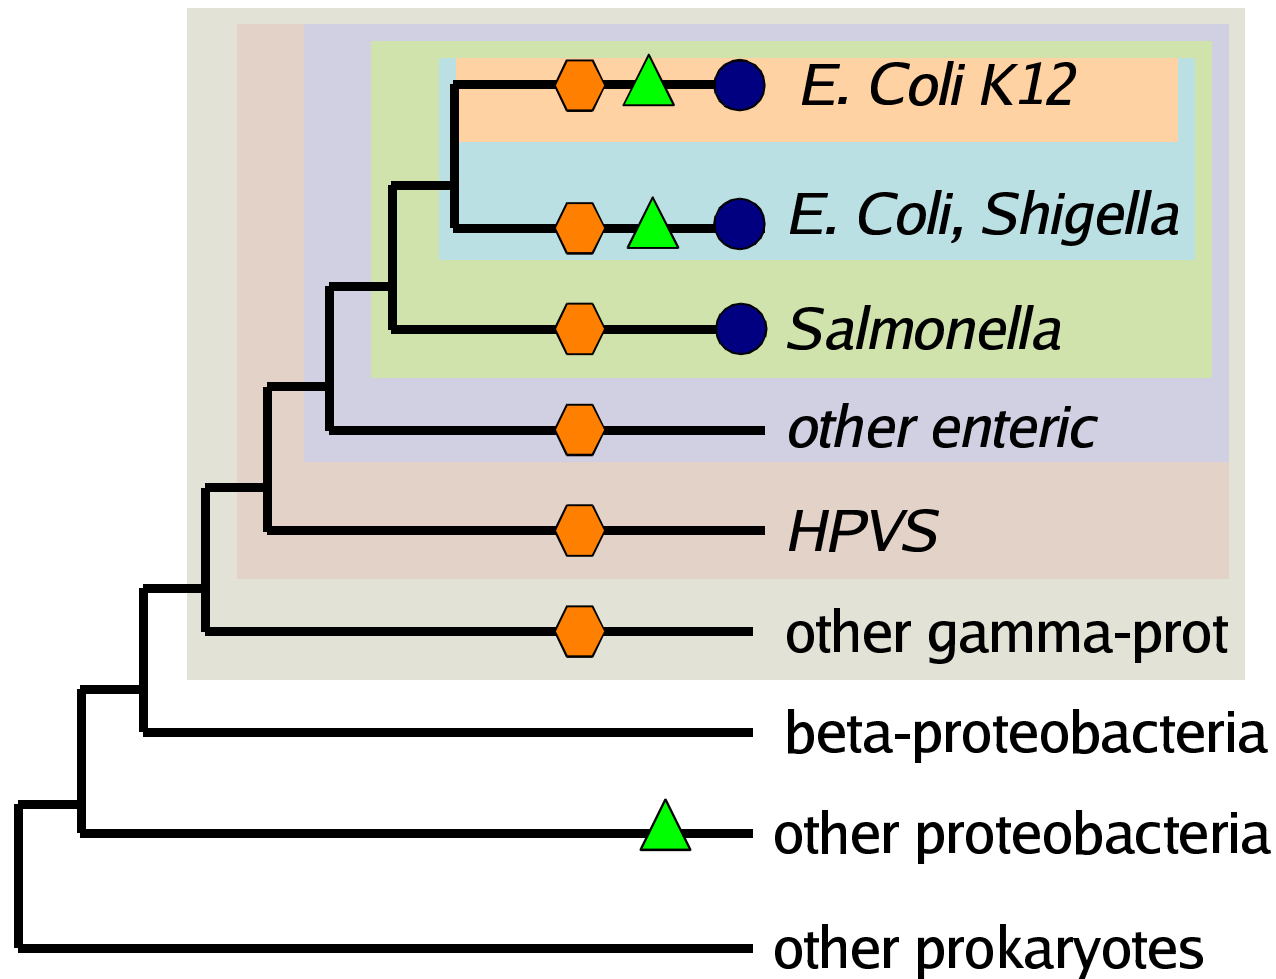 E. Coli K12
E. Coli, Shigella
Salmonella
other enteric
HPVS
other gamma-prot
beta-proteobacteria
other proteobacteria
other prokaryotes